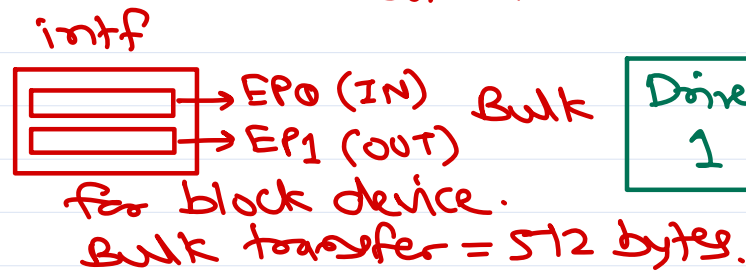 intf
EP0 (IN)
EP1 (OUT)
Bulk
Drive
1
for block device.
Bulk transfer = 512 bytes.